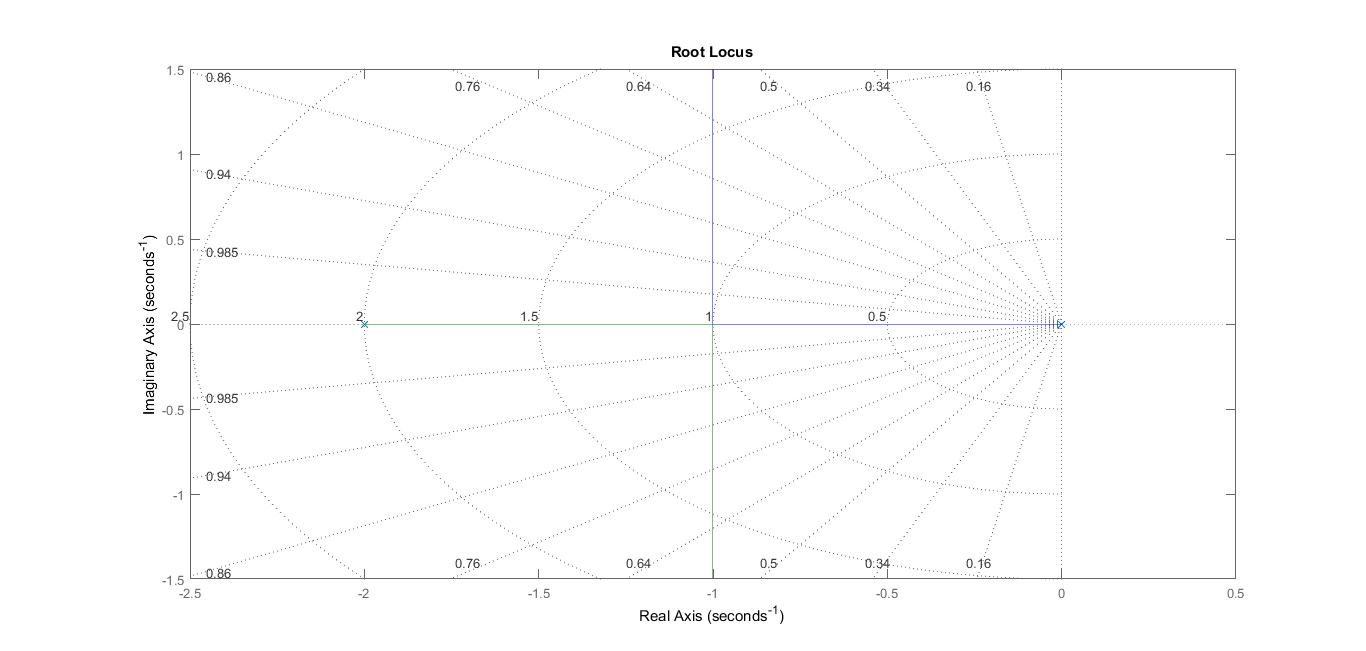 Root Locus
1.5
0.86 0.76 0.64 0.5 0.34 0.16
1
0.94
0.5
0.985
2.5 2 1.5 1 0.5
0
0.985
-0.5
0.94
-1
0.86 0.76 0.64 0.5 0.34 0.16
-1.5
-2.5 -2 -1.5 -1 -0.5 0 0.5
Real Axis (seconds-1)
Imaginary Axis (seconds-1)